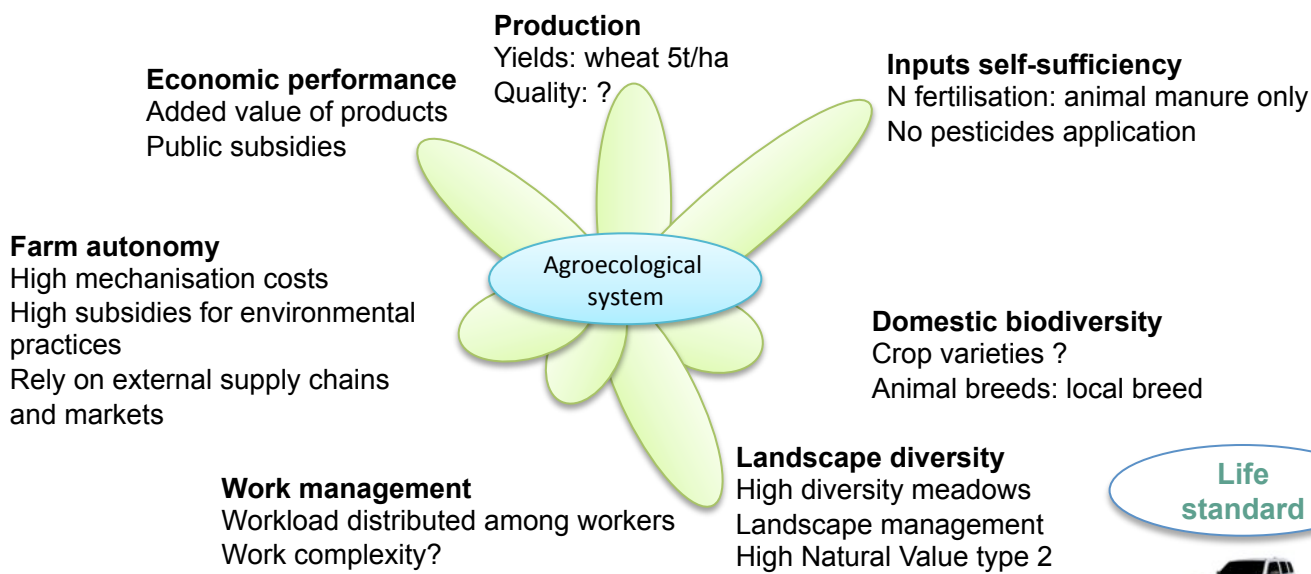 Production
Yields: wheat 5t/ha
Quality: ?
Economic performance
Added value of products
Public subsidies
Inputs self-sufficiency
N fertilisation: animal manure only
No pesticides application
Farm autonomy
High mechanisation costs
High subsidies for environmental
practices
Rely on external supply chains
and markets
Agroecological
system
Domestic biodiversity
Crop varieties ?
Animal breeds: local breed
Work management
Workload distributed among workers
Work complexity?
Landscape diversity
High diversity meadows
Landscape management
High Natural Value type 2
Life
standard